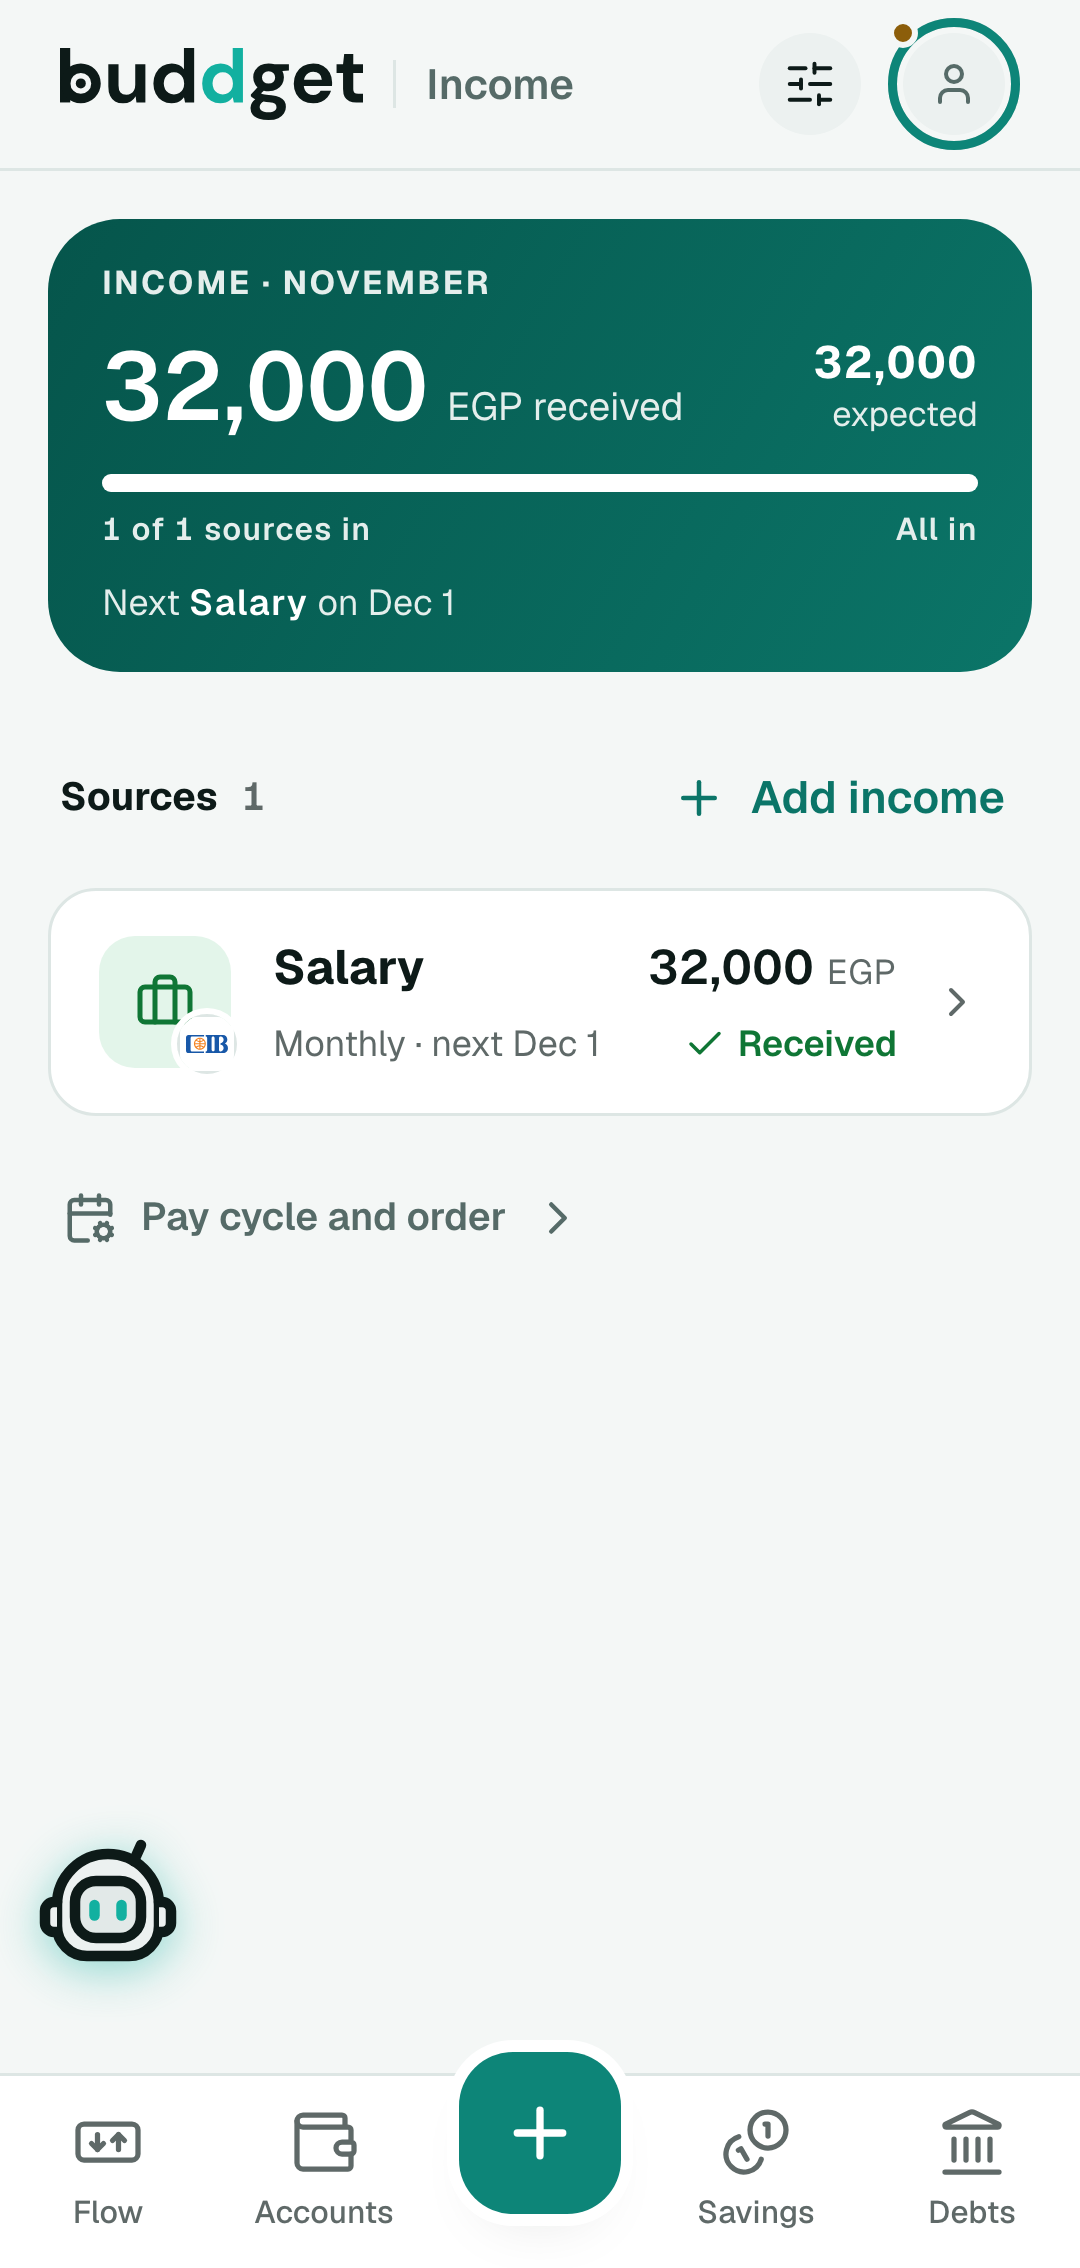 buddget
Income
INCOME · NOVEMBER
32,000 EGP received
32,000
expected
1 of 1 sources in
All in
Next Salary on Dec 1
Sources 1
+ Add income
Salary
32,000 EGP
CIB
Monthly · next Dec 1
Received
Pay cycle and order
Flow
Accounts
Savings
Debts